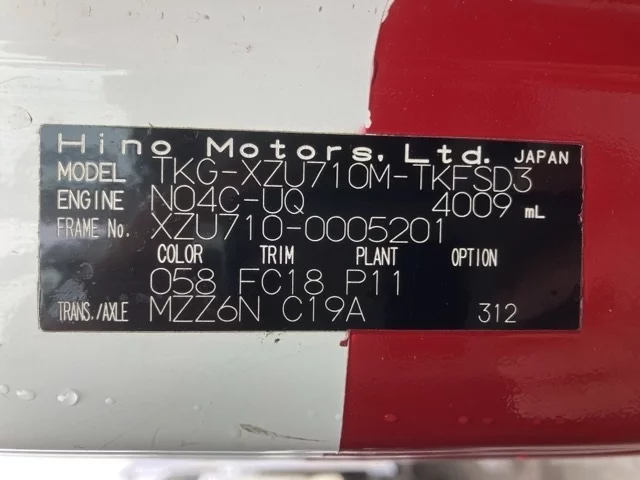 Hino Motors, Ltd. JAPAN
MODEL TKG-XZU710M-TKFSD3
ENGINE N04C-UQ 4009 mL
FRAME No. XZU710-0005201
COLOR TRIM PLANT OPTION
058 FC18 P11
TRANS./AXLE MZZ6N C19A 312